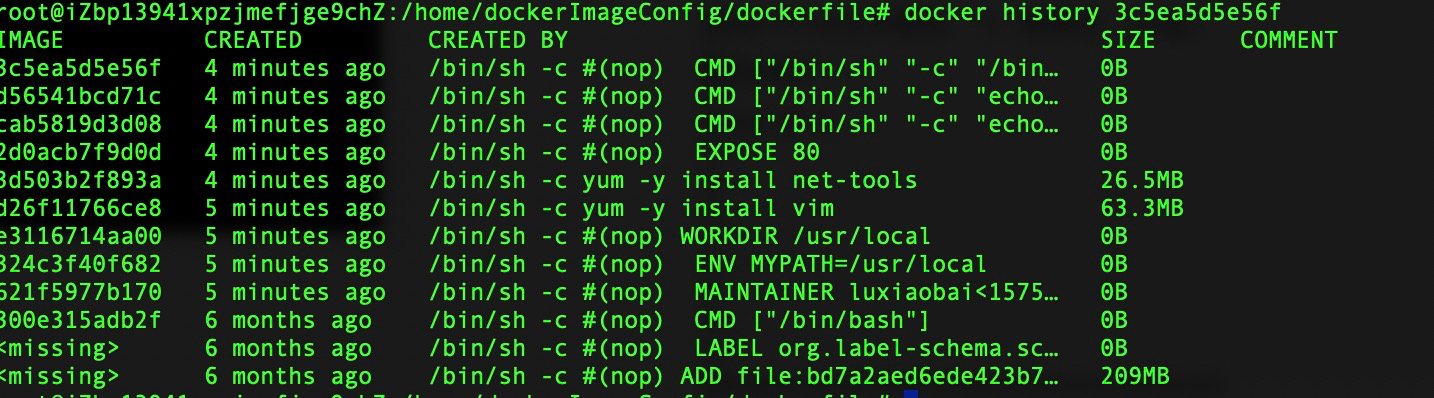 root@iZbp13941xpzjmefjge9chZ:/home/dockerImageConfig/dockerfile# docker history 3c5ea5d5e56f
IMAGE CREATED CREATED BY SIZE COMMENT
3c5ea5d5e56f 4 minutes ago /bin/sh -c #(nop) CMD ["/bin/sh" "-c" "/bin… 0B
d56541bcd71c 4 minutes ago /bin/sh -c #(nop) CMD ["/bin/sh" "-c" "echo… 0B
cab5819d3d08 4 minutes ago /bin/sh -c #(nop) CMD ["/bin/sh" "-c" "echo… 0B
2d0acb7f9d0d 4 minutes ago /bin/sh -c #(nop) EXPOSE 80 0B
3d503b2f893a 4 minutes ago /bin/sh -c yum -y install net-tools 26.5MB
d26f11766ce8 5 minutes ago /bin/sh -c yum -y install vim 63.3MB
e3116714aa00 5 minutes ago /bin/sh -c #(nop) WORKDIR /usr/local 0B
324c3f40f682 5 minutes ago /bin/sh -c #(nop) ENV MYPATH=/usr/local 0B
621f5977b170 5 minutes ago /bin/sh -c #(nop) MAINTAINER luxiaobai<1575… 0B
300e315adb2f 6 months ago /bin/sh -c #(nop) CMD ["/bin/bash"] 0B
<missing> 6 months ago /bin/sh -c #(nop) LABEL org.label-schema.sc… 0B
<missing> 6 months ago /bin/sh -c #(nop) ADD file:bd7a2aed6ede423b7… 209MB